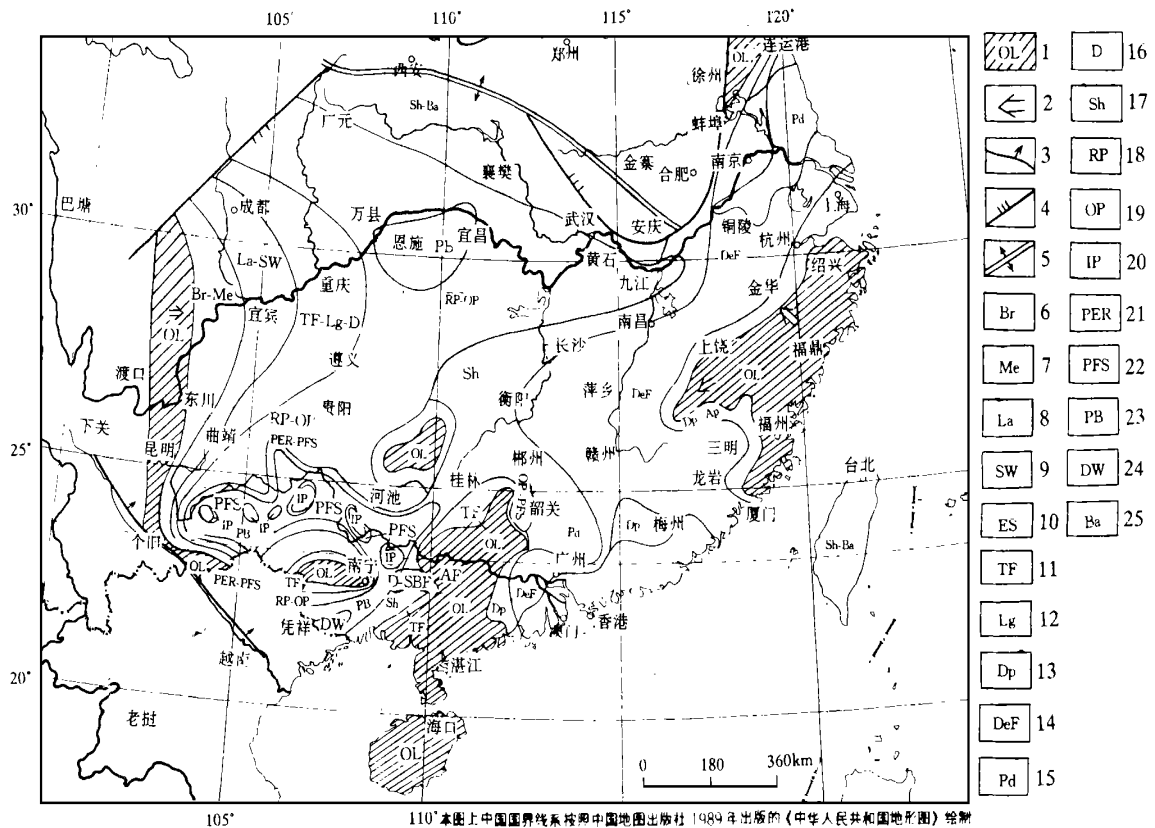 105° 110° 115° 120°
郑州 连运港
西安 OL 徐州
Sh-Ba
广元 蚌埠 Pd
襄樊 金寨 南京
合肥
30° 巴塘 成都 万县 武汉 安庆 铜陵 上海
恩施 Pb 宜昌 杭州
La-SW 黄石 DeF 绍兴
Br-Me 重庆 九江 金华
OL 宜宾 TF-Lg-D RP-OP 南昌
长沙 上饶 福鼎
遵义 OL
渡口 Sh 萍乡 DeF
东川 贵阳 衡阳 Dp Ap 福州
下关 曲靖 RP-OP 三明
25° 昆明 PER-PFS OL 郴州 赣州 台北
桂林 OP-PFS 龙岩
河池 厦门
PFS IP PFS TF 韶关 Dp 梅州
IP PB IP PFS OL Pd
个旧 IP 广州 Sh-Ba
OL 南宁 AF
PER-PFS TF OL D-SBF DeF
RP-OP PB Sh OL Dp
凭祥 DW TF 澳门 香港
越南 湛江
20°
老挝 海口
OL
0 180 360km
105° 110° 115° 120°
本图上中国国界线系按照中国地图出版社1989年出版的《中华人民共和国地形图》绘制
OL 1 D 16
2 Sh 17
3 RP 18
4 OP 19
5 IP 20
Br 6 PER 21
Me 7 PFS 22
La 8 PB 23
SW 9 DW 24
ES 10 Ba 25
TF 11
Lg 12
Dp 13
DeF 14
Pd 15